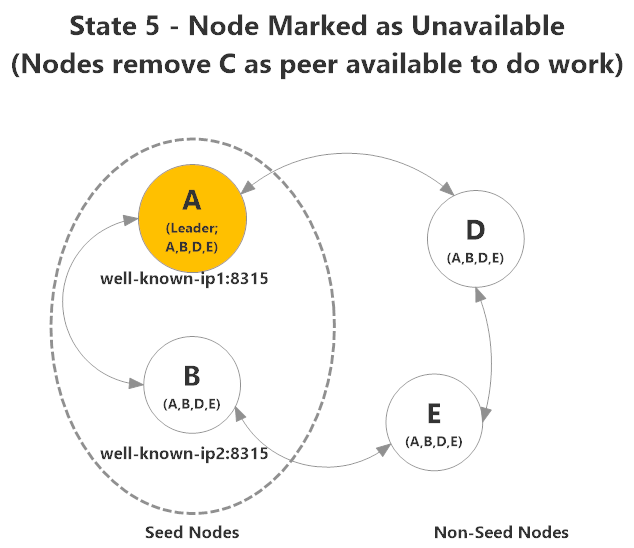 State 5 - Node Marked as Unavailable
(Nodes remove C as peer available to do work)
A
(Leader;
A,B,D,E)
well-known-ip1:8315
D
(A,B,D,E)
B
(A,B,D,E)
well-known-ip2:8315
E
(A,B,D,E)
Seed Nodes
Non-Seed Nodes